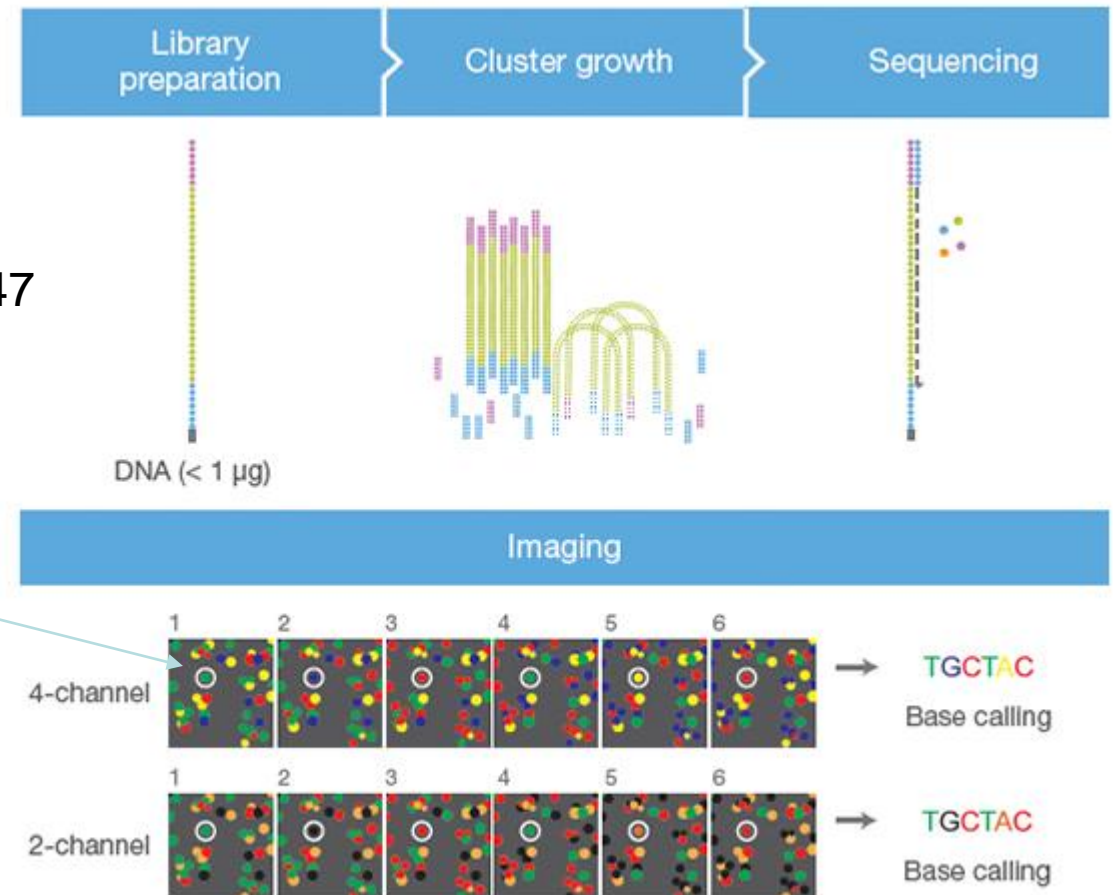 Library
preparation
Cluster growth
Sequencing
47
DNA (< 1 µg)
Imaging
1 2 3 4 5 6
4-channel
TGCTAC
Base calling
1 2 3 4 5 6
2-channel
TGCTAC
Base calling